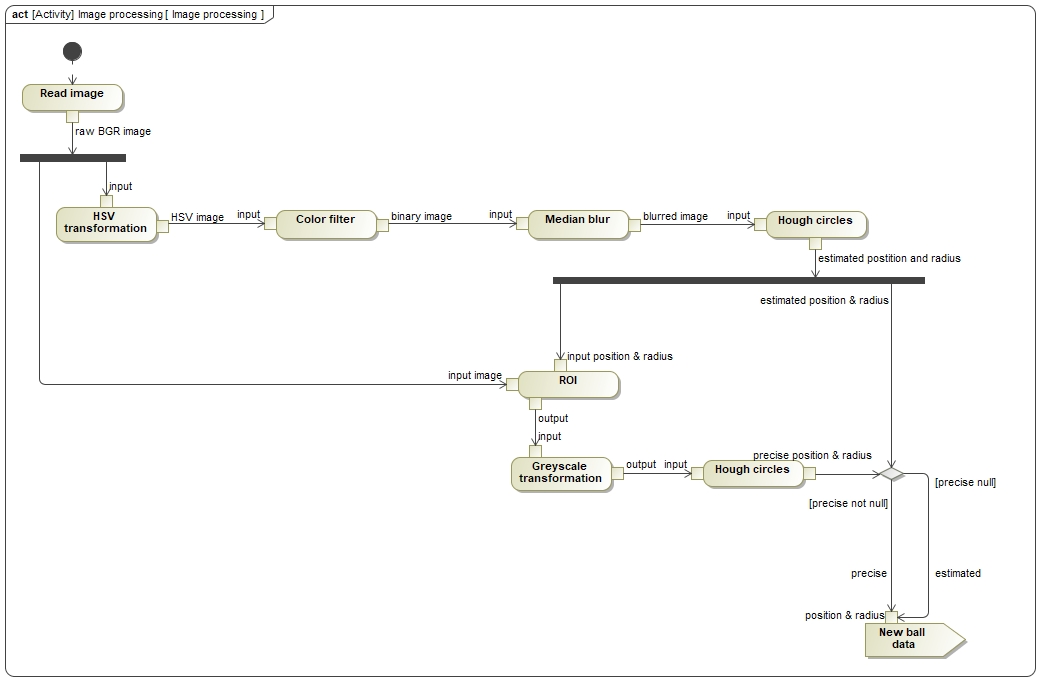 act [Activity] Image processing [ Image processing ]
Read image
raw BGR image
input
HSV
transformation
HSV image
input
Color filter
binary image
input
Median blur
blurred image
input
Hough circles
estimated postition and radius
estimated position & radius
input position & radius
input image
ROI
output
input
Greyscale
transformation
output
input
Hough circles
precise position & radius
[precise null]
[precise not null]
precise
estimated
position & radius
New ball
data